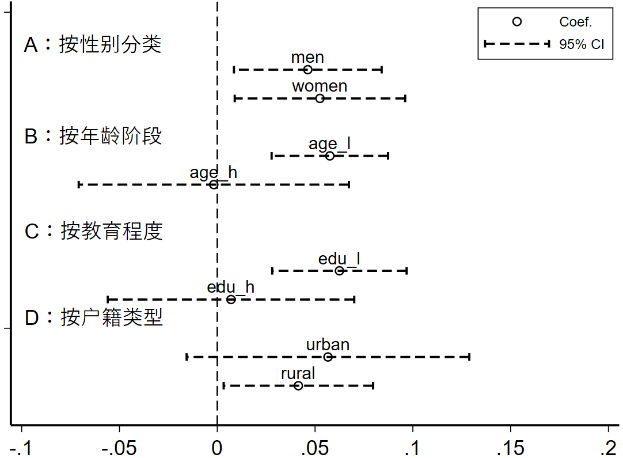 Coef.
95% CI
A：按性别分类
men
women
B：按年龄阶段
age_l
age_h
C：按教育程度
edu_l
edu_h
D：按户籍类型
urban
rural
-.1 -.05 0 .05 .1 .15 .2